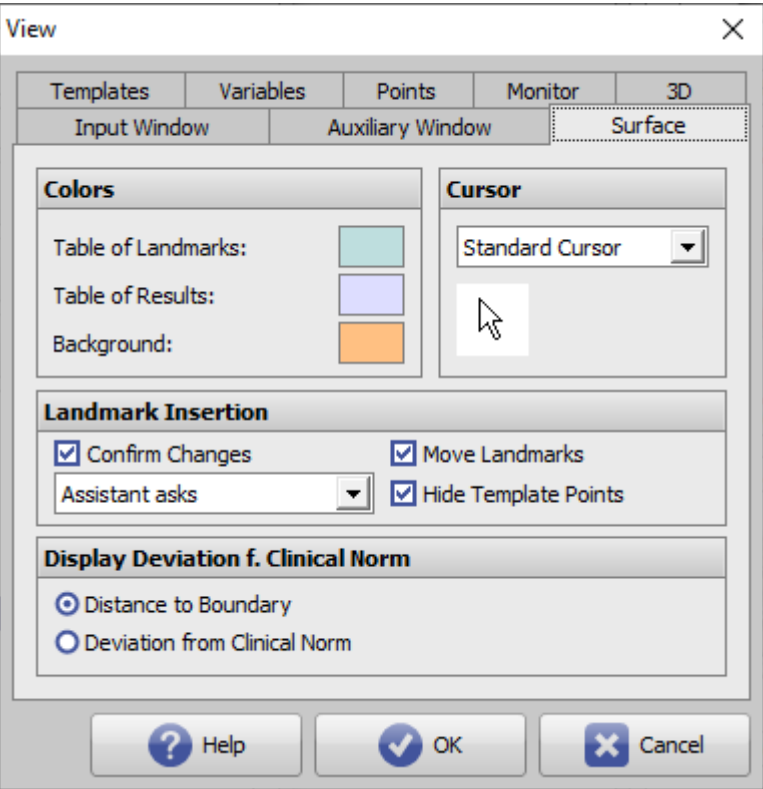 View
Templates Variables Points Monitor 3D
Input Window Auxiliary Window Surface
Colors
Table of Landmarks:
Table of Results:
Background:
Cursor
Standard Cursor
Landmark Insertion
Confirm Changes Move Landmarks
Assistant asks Hide Template Points
Display Deviation f. Clinical Norm
Distance to Boundary
Deviation from Clinical Norm
Help OK Cancel